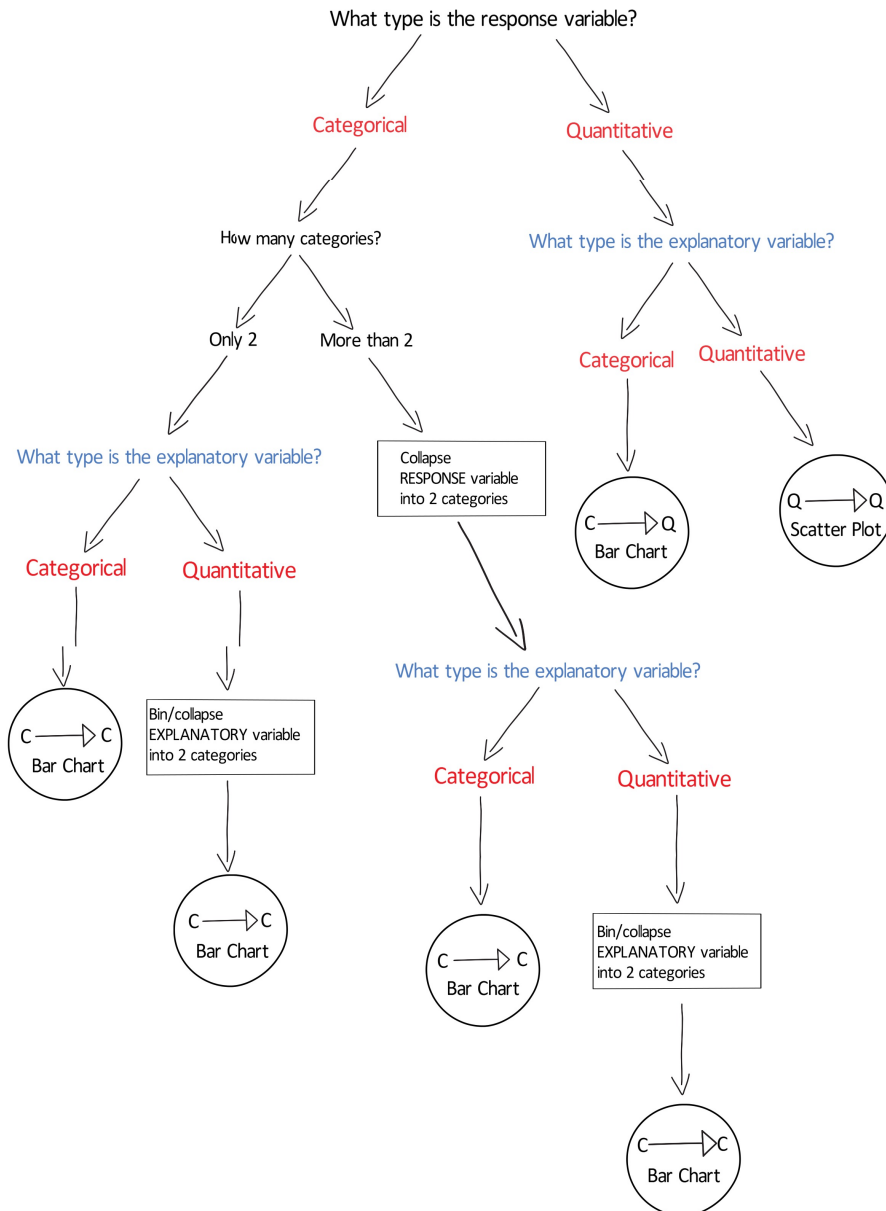 What type is the response variable?
Categorical
Quantitative
How many categories?
What type is the explanatory variable?
Only 2
More than 2
Categorical
Quantitative
What type is the explanatory variable?
Collapse
RESPONSE variable
into 2 categories
C Q
Bar Chart
Q Q
Scatter Plot
Categorical
Quantitative
What type is the explanatory variable?
C C
Bar Chart
Bin/collapse
EXPLANATORY variable
into 2 categories
Categorical
Quantitative
C C
Bar Chart
C C
Bar Chart
Bin/collapse
EXPLANATORY variable
into 2 categories
C C
Bar Chart